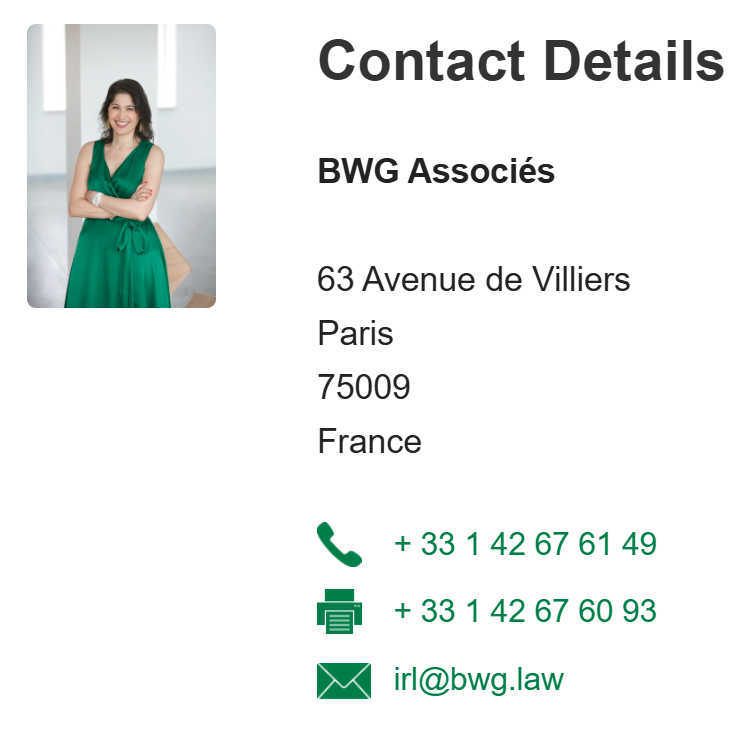 Contact Details
BWG Associés
63 Avenue de Villiers
Paris
75009
France
+ 33 1 42 67 61 49
+ 33 1 42 67 60 93
irl@bwg.law